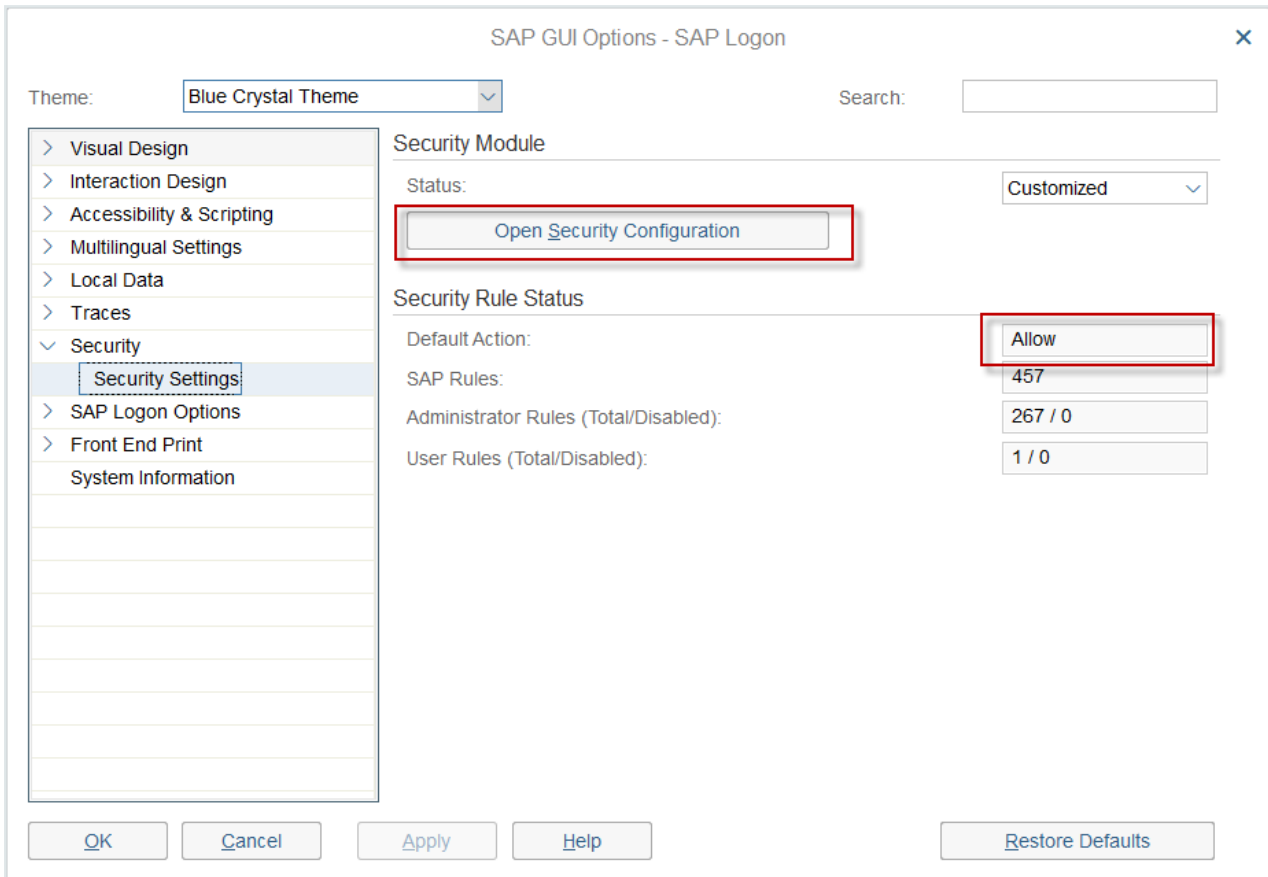 SAP GUI Options - SAP Logon
Theme: Blue Crystal Theme Search:
Visual Design
Interaction Design
Accessibility & Scripting
Multilingual Settings
Local Data
Traces
Security
Security Settings
SAP Logon Options
Front End Print
System Information
Security Module
Status: Customized
Open Security Configuration
Security Rule Status
Default Action: Allow
SAP Rules: 457
Administrator Rules (Total/Disabled): 267 / 0
User Rules (Total/Disabled): 1 / 0
OK Cancel Apply Help Restore Defaults